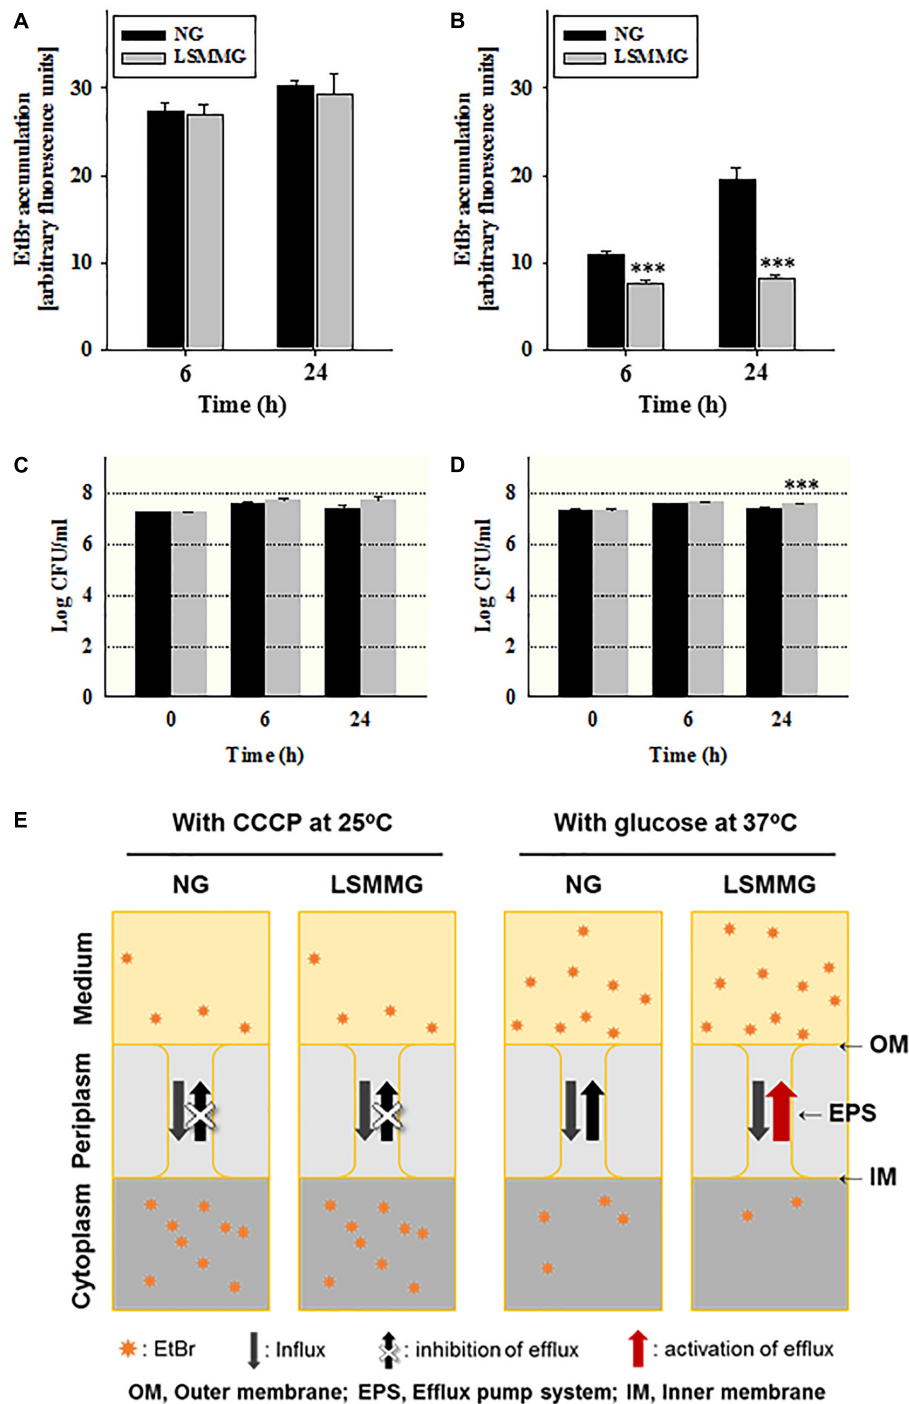 A
NG
LSMMG
EtBr accumulation
[arbitrary fluorescence units]
30
20
10
0
6
24
Time (h)
B
NG
LSMMG
EtBr accumulation
[arbitrary fluorescence units]
30
20
10
0
***
***
6
24
Time (h)
C
Log CFU/ml
8
6
4
2
0
0
6
24
Time (h)
D
Log CFU/ml
8
6
4
2
0
***
0
6
24
Time (h)
E
With CCCP at 25ºC
With glucose at 37ºC
NG
LSMMG
NG
LSMMG
Medium
Periplasm
Cytoplasm
← OM
← EPS
← IM
: EtBr
: Influx
: inhibition of efflux
: activation of efflux
OM, Outer membrane; EPS, Efflux pump system; IM, Inner membrane